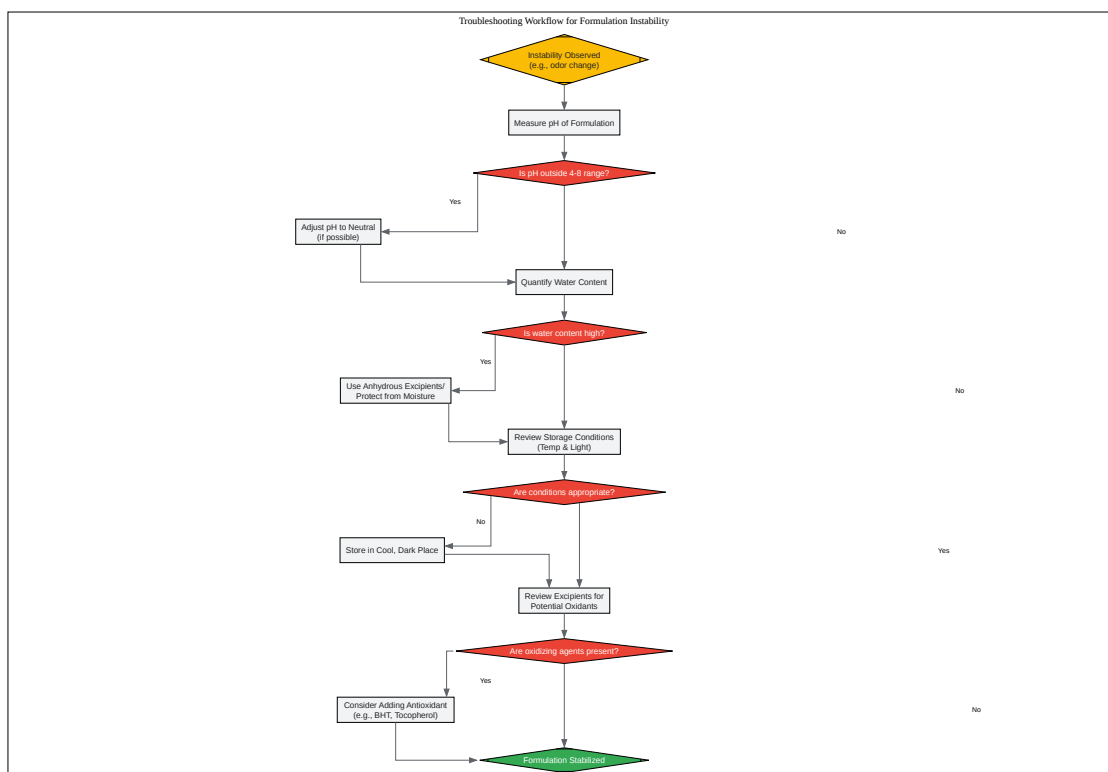 Troubleshooting Workflow for Formulation Instability
Instability Observed
(e.g., odor change)
Measure pH of Formulation
Is pH outside 4-8 range?
Yes
Adjust pH to Neutral
(if possible)
No
Quantify Water Content
Is water content high?
Yes
Use Anhydrous Excipients/
Protect from Moisture
No
Review Storage Conditions
(Temp & Light)
Are conditions appropriate?
No
Store in Cool, Dark Place
Yes
Review Excipients for
Potential Oxidants
Are oxidizing agents present?
Yes
Consider Adding Antioxidant
(e.g., BHT, Tocopherol)
No
Formulation Stabilized